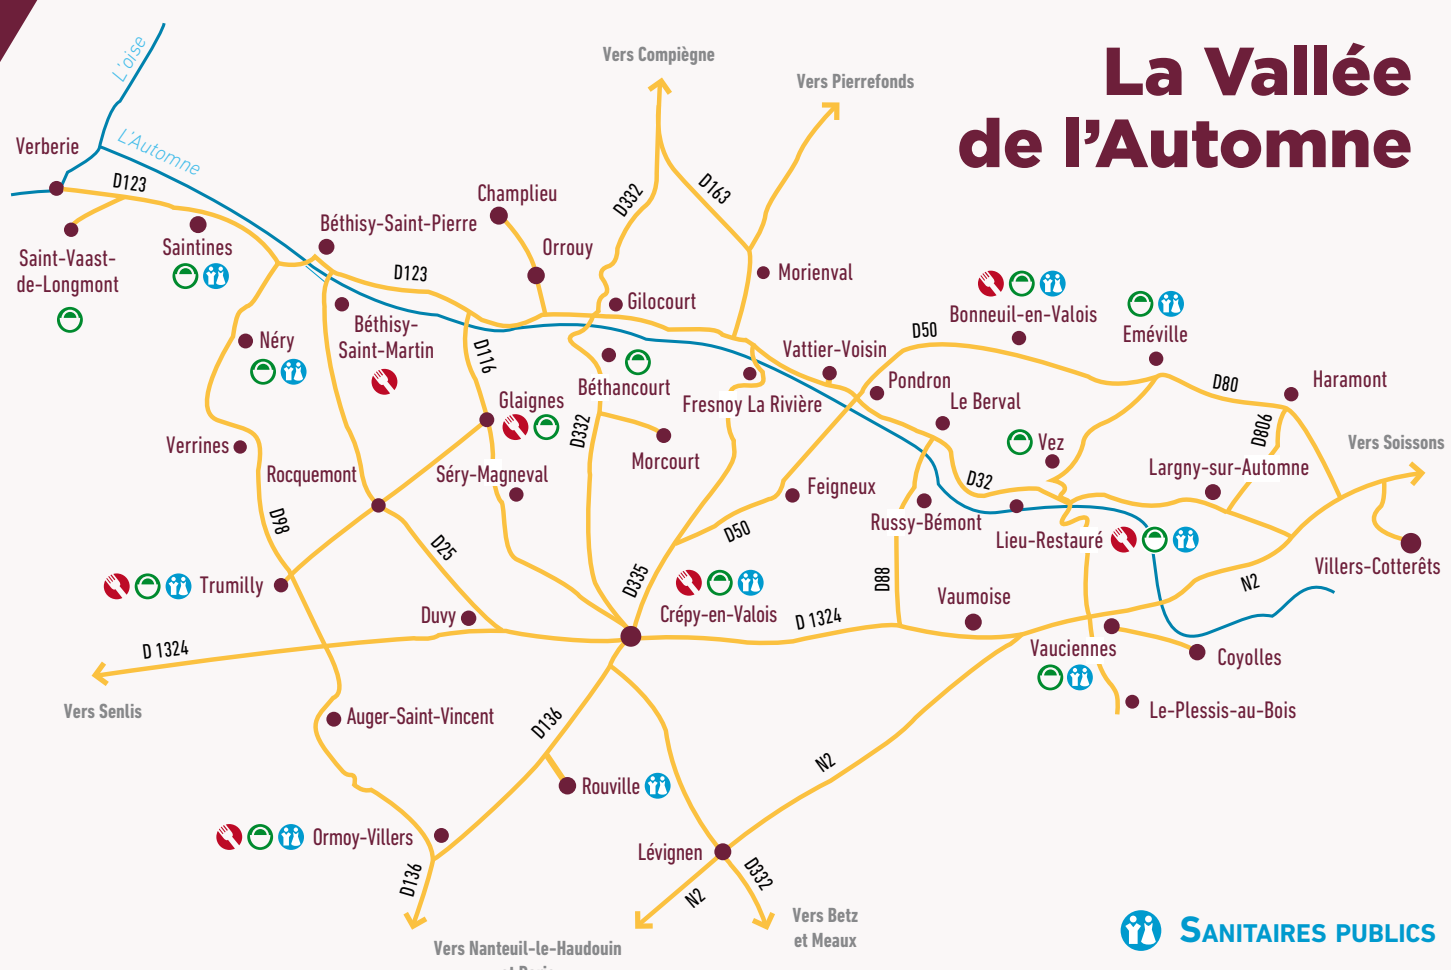 La Vallée
de l'Automne
L'oise
L'Automne
Vers Compiègne
Vers Pierrefonds
Verberie
D123
Saint-Vaast-
de-Longmont
Saintines
Béthisy-Saint-Pierre
Champlieu
Orrouy
D332
D163
Morienval
D123
Gilocourt
Béthisy-
Saint-Martin
Néry
D116
Béthancourt
Vattier-Voisin
Fresnoy La Rivière
Pondron
D50
Bonneuil-en-Valois
Eméville
D80
Haramont
D806
Vers Soissons
Le Berval
Vez
Largny-sur-Automne
Glaignes
D332
Morcourt
Verrines
Rocquemont
Séry-Magneval
Feigneux
D32
Russy-Bémont
Lieu-Restauré
Villers-Cotterêts
D98
D25
D50
D335
D88
N2
Trumilly
Duvy
Crépy-en-Valois
D 1324
Vaumoise
Vauciennes
Coyolles
D 1324
Vers Senlis
Auger-Saint-Vincent
D136
Le-Plessis-au-Bois
Rouville
N2
Ormoy-Villers
Lévignen
D136
N2
D332
Vers Betz
et Meaux
Vers Nanteuil-le-Haudouin
Sanitaires publics